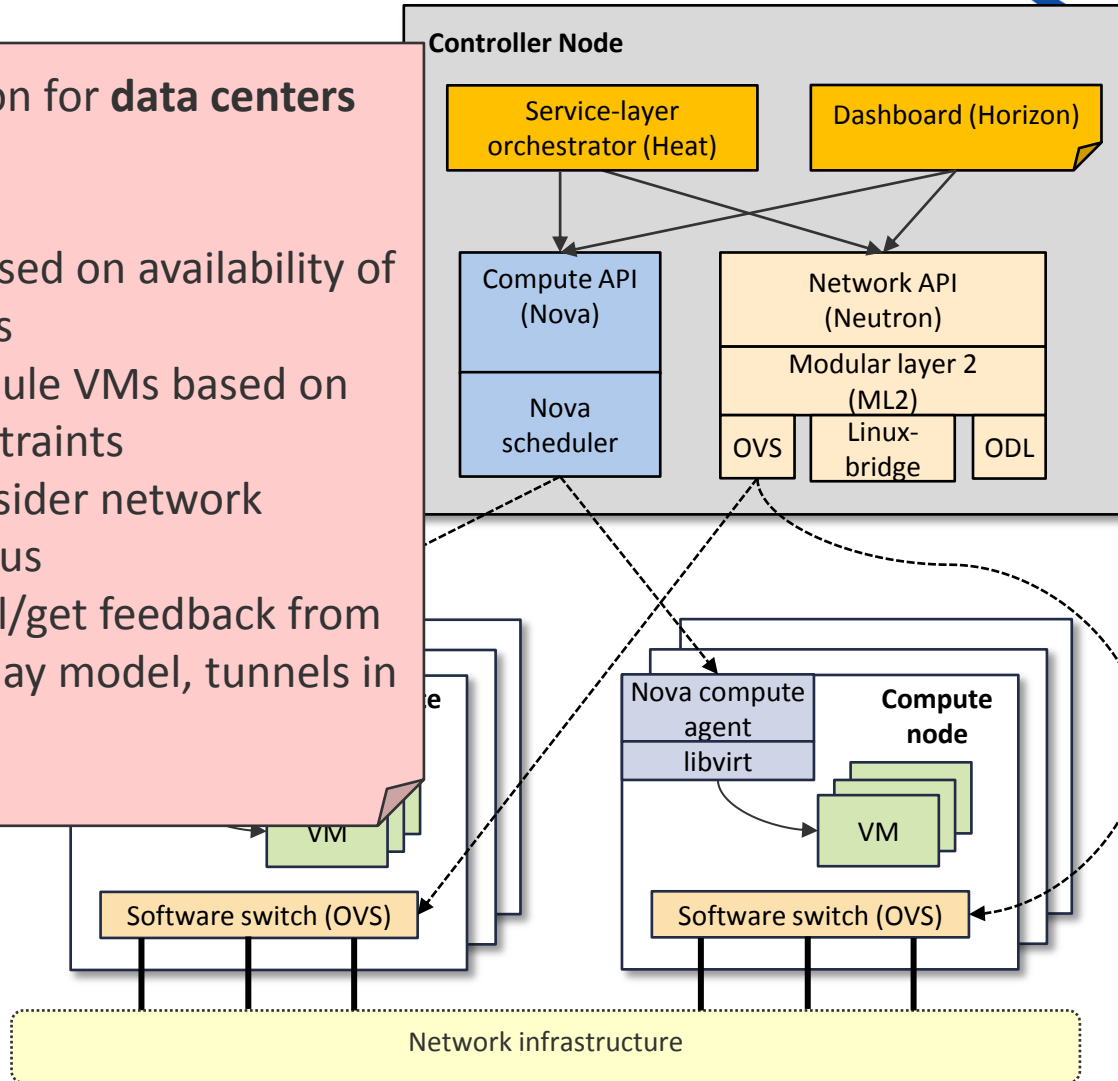 Controller Node
on for data centers
sed on availability of
s
ule VMs based on
traints
sider network
us
l/get feedback from
ay model, tunnels in
Service-layer
orchestrator (Heat)
Dashboard (Horizon)
Compute API
(Nova)
Nova
scheduler
Network API
(Neutron)
Modular layer 2
(ML2)
OVS
Linux-
bridge
ODL
e
VM
Software switch (OVS)
Nova compute
agent
libvirt
Compute
node
VM
Software switch (OVS)
Network infrastructure